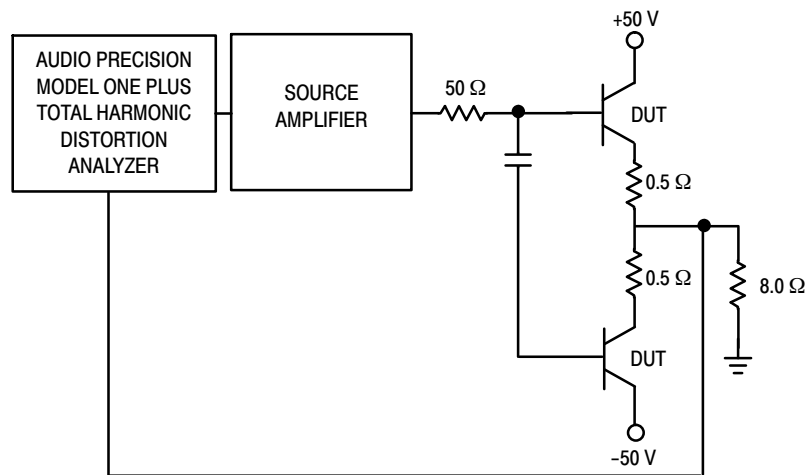 +50 V
AUDIO PRECISION
MODEL ONE PLUS
TOTAL HARMONIC
DISTORTION
ANALYZER
SOURCE
AMPLIFIER
50 Ω
DUT
0.5 Ω
0.5 Ω
8.0 Ω
DUT
-50 V